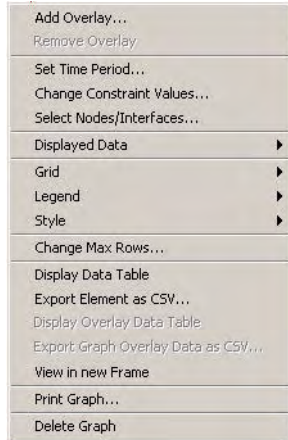 Add Overlay...
Remove Overlay
Set Time Period...
Change Constraint Values...
Select Nodes/Interfaces...
Displayed Data
Grid
Legend
Style
Change Max Rows...
Display Data Table
Export Element as CSV...
Display Overlay Data Table
Export Graph Overlay Data as CSV...
View in new Frame
Print Graph...
Delete Graph